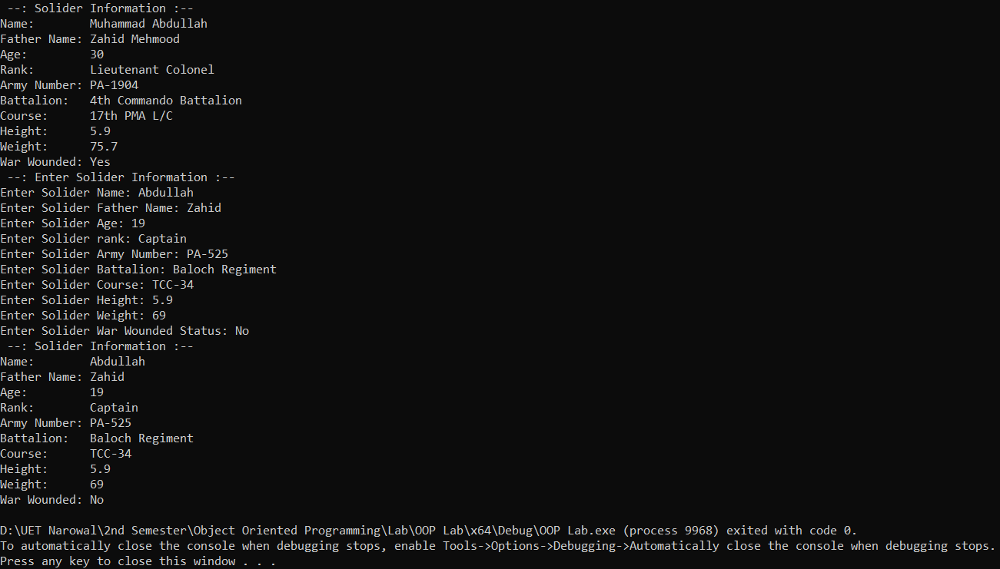 --: Solider Information :--
Name:        Muhammad Abdullah
Father Name: Zahid Mehmood
Age:         30
Rank:        Lieutenant Colonel
Army Number: PA-1904
Battalion:   4th Commando Battalion
Course:      17th PMA L/C
Height:      5.9
Weight:      75.7
War Wounded: Yes
 --: Enter Solider Information :--
Enter Solider Name: Abdullah
Enter Solider Father Name: Zahid
Enter Solider Age: 19
Enter Solider rank: Captain
Enter Solider Army Number: PA-525
Enter Solider Battalion: Baloch Regiment
Enter Solider Course: TCC-34
Enter Solider Height: 5.9
Enter Solider Weight: 69
Enter Solider War Wounded Status: No
 --: Solider Information :--
Name:        Abdullah
Father Name: Zahid
Age:         19
Rank:        Captain
Army Number: PA-525
Battalion:   Baloch Regiment
Course:      TCC-34
Height:      5.9
Weight:      69
War Wounded: No

D:\UET Narowal\2nd Semester\Object Oriented Programming\Lab\OOP Lab\x64\Debug\OOP Lab.exe (process 9968) exited with code 0.
To automatically close the console when debugging stops, enable Tools->Options->Debugging->Automatically close the console when debugging stops.
Press any key to close this window . . .